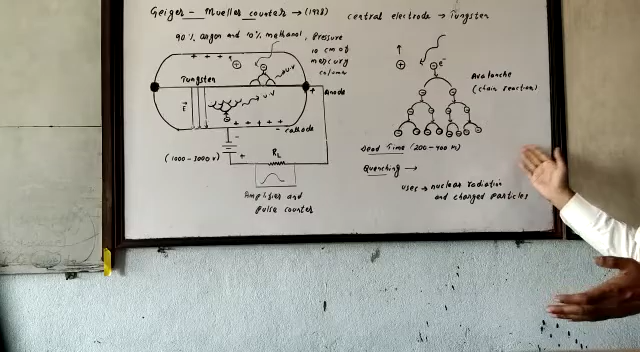 Geiger - Mueller counter → (1928)
central electrode → Tungsten
90% argon and 10% methanol, Pressure
10 cm of
mercury
column
u.v
Tungsten
u.v
E
+ Anode
- cathode
(1000 - 3000 v)
RL
Amplifier and
pulse counter
e-
Avalanche
(chain reaction)
Dead Time (200-400 μs)
Quenching →
uses → nuclear radiation
and charged particles